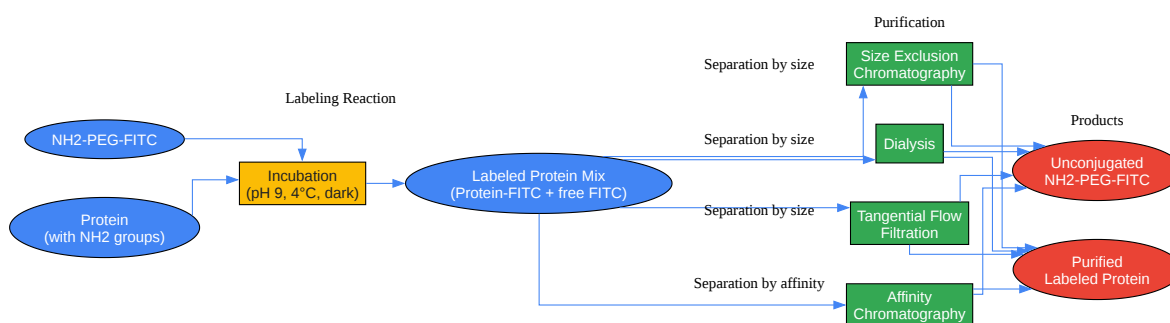 Purification
Separation by size
Size Exclusion
Chromatography
Labeling Reaction
Products
NH2-PEG-FITC
Separation by size
Dialysis
Incubation
(pH 9, 4°C, dark)
Labeled Protein Mix
(Protein-FITC + free FITC)
Unconjugated
NH2-PEG-FITC
Protein
(with NH2 groups)
Separation by size
Tangential Flow
Filtration
Purified
Labeled Protein
Separation by affinity
Affinity
Chromatography